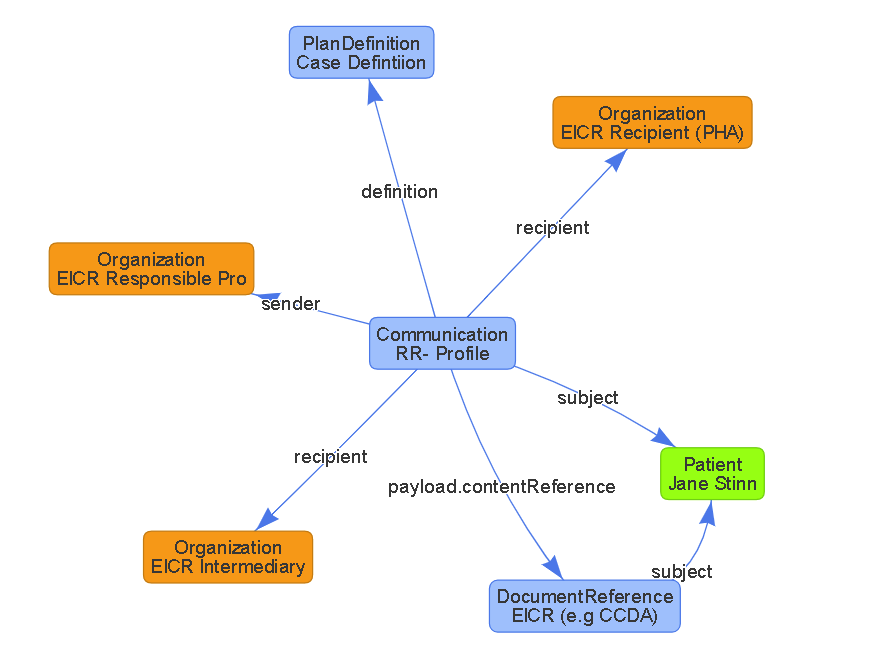 PlanDefinition
Case Defintiion
Organization
EICR Recipient (PHA)
definition
recipient
Organization
EICR Responsible Pro
sender
Communication
RR- Profile
subject
recipient
Patient
Jane Stinn
payload.contentReference
Organization
EICR Intermediary
subject
DocumentReference
EICR (e.g CCDA)